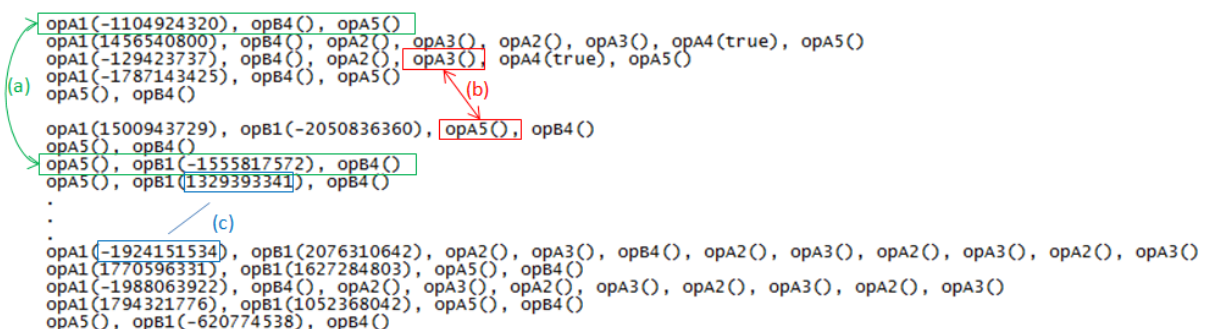 opA1(-1104924320), opB4(), opA5()
opA1(1456540800), opB4(), opA2(), opA3(), opA2(), opA3(), opA4(true), opA5()
opA1(-129423737), opB4(), opA2(), opA3(), opA4(true), opA5()
opA1(-1787143425), opB4(), opA5()
(a)
opA5(), opB4()
(b)
opA1(1500943729), opB1(-2050836360), opA5(), opB4()
opA5(), opB4()
opA5(), opB1(-1555817572), opB4()
opA5(), opB1(1329393341), opB4()
.
.
(c)
.
opA1(-1924151534), opB1(2076310642), opA2(), opA3(), opB4(), opA2(), opA3(), opA2(), opA3(), opA2(), opA3()
opA1(1770596331), opB1(1627284803), opA5(), opB4()
opA1(-1988063922), opB4(), opA2(), opA3(), opA2(), opA3(), opA2(), opA3(), opA2(), opA3()
opA1(1794321776), opB1(1052368042), opA5(), opB4()
opA5(), opB1(-620774538), opB4()